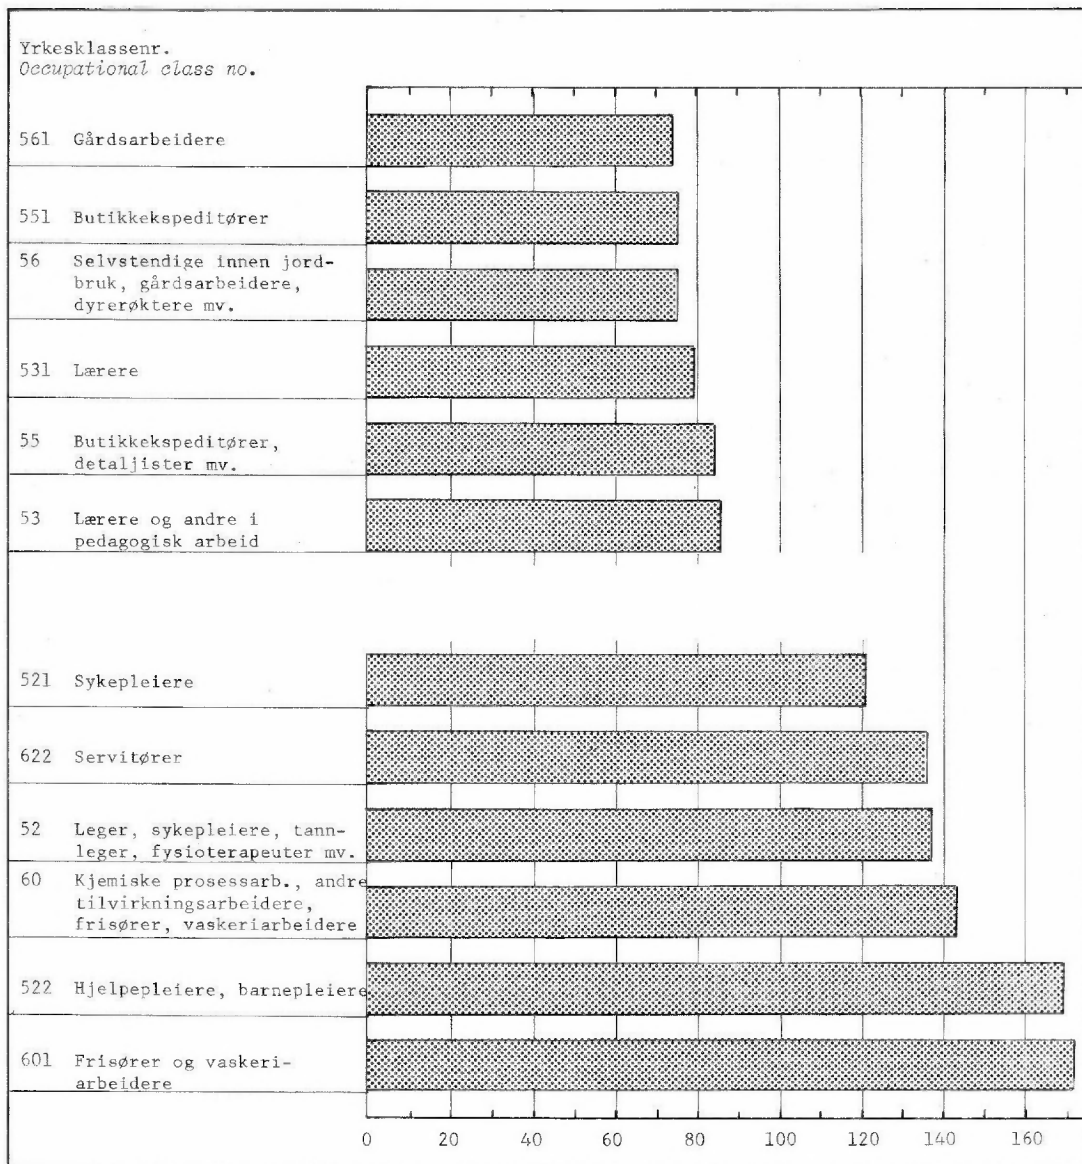 Yrkesklassenr.
Occupational class no.
561 Gårdsarbeidere
551 Butikkekspeditører
56 Selvstendige innen jord-
bruk, gårdsarbeidere,
dyrerøktere mv.
531 Lærere
55 Butikkekspeditører,
detaljister mv.
53 Lærere og andre i
pedagogisk arbeid
521 Sykepleiere
622 Servitører
52 Leger, sykepleiere, tann-
leger, fysioterapeuter mv.
60 Kjemiske prosessarb., andre
tilvirkningsarbeidere,
frisører, vaskeriarbeidere
522 Hjelpepleiere, barnepleiere
601 Frisører og vaskeri-
arbeidere
0 20 40 60 80 100 120 140 160